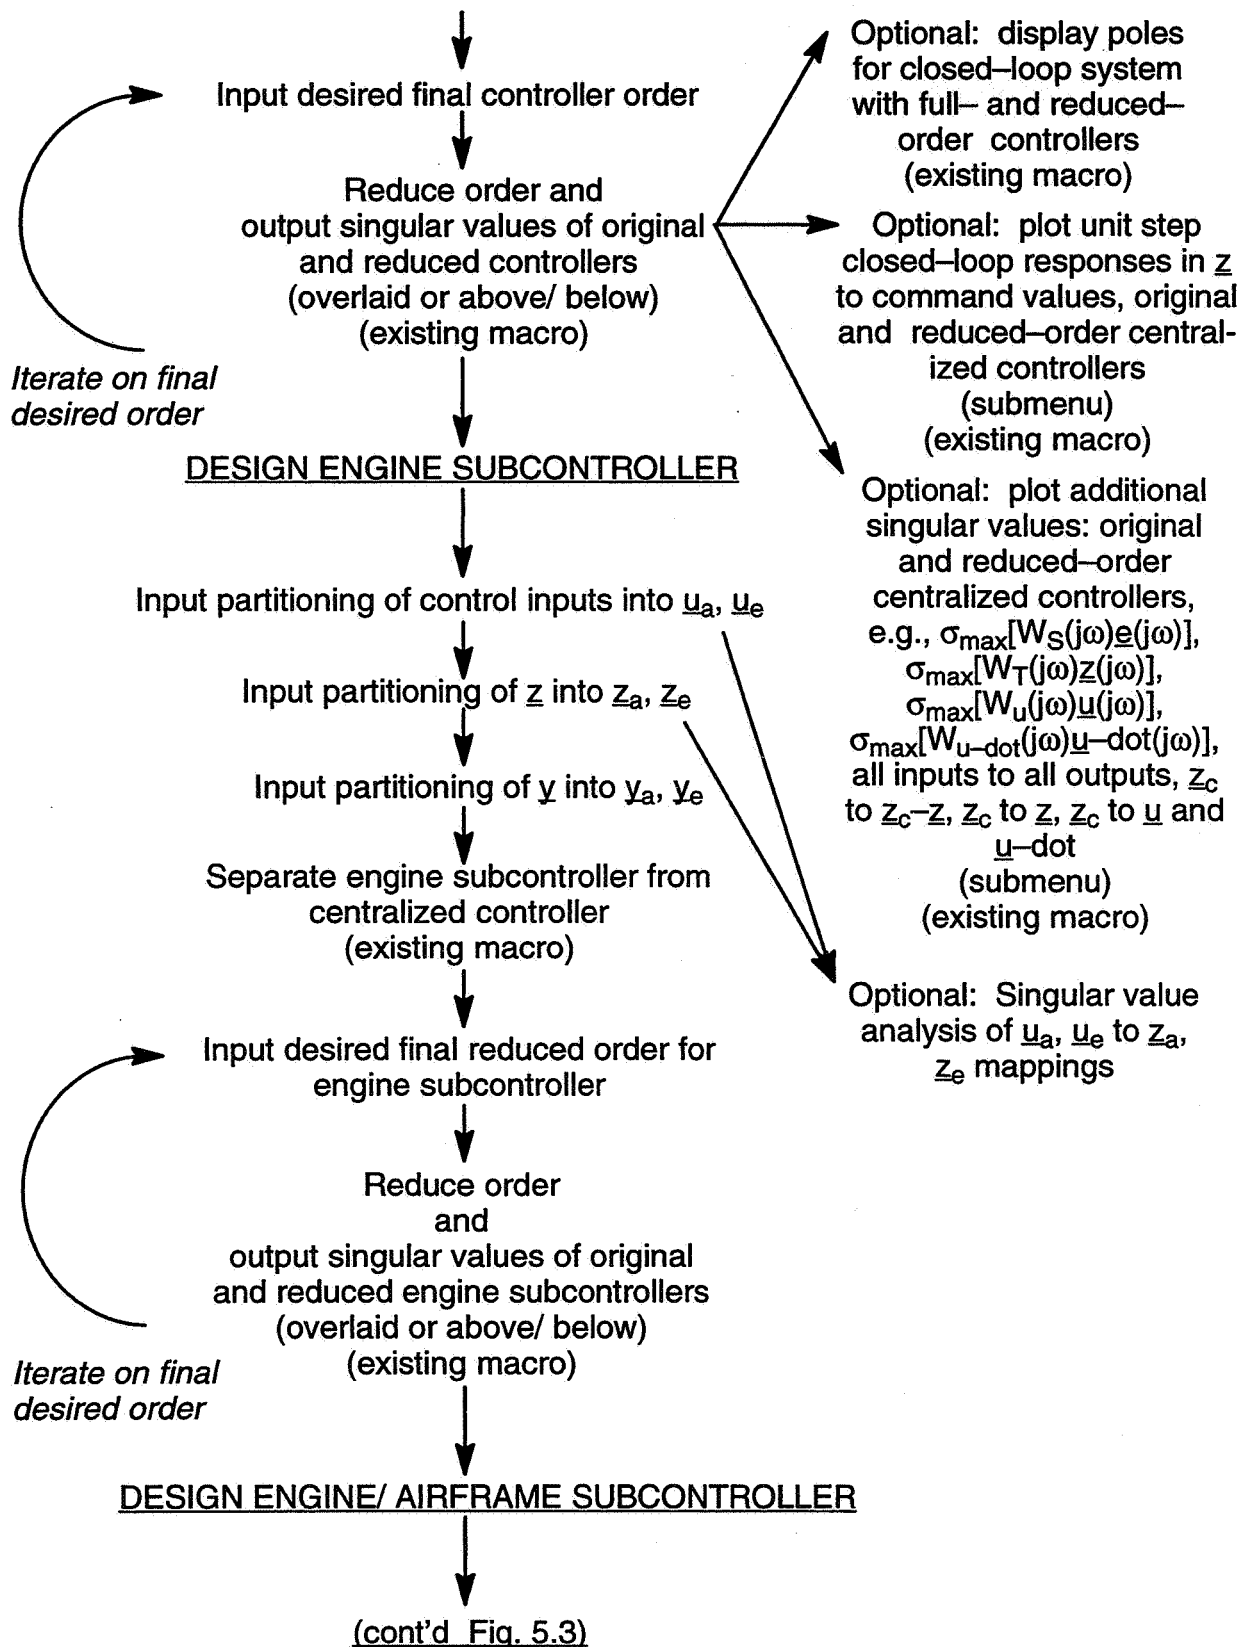 Input desired final controller order
Reduce order and
output singular values of original
and reduced controllers
(overlaid or above/ below)
(existing macro)
Iterate on final
desired order
Optional: display poles
for closed–loop system
with full– and reduced–
order controllers
(existing macro)
Optional: plot unit step
closed–loop responses in z
to command values, original
and reduced–order central-
ized controllers
(submenu)
(existing macro)
Optional: plot additional
singular values: original
and reduced–order
centralized controllers,
e.g., σmax[WS(jω)e(jω)],
σmax[WT(jω)z(jω)],
σmax[Wu(jω)u(jω)],
σmax[Wu–dot(jω)u–dot(jω)],
all inputs to all outputs, zc
to zc–z, zc to z, zc to u and
u–dot
(submenu)
(existing macro)
DESIGN ENGINE SUBCONTROLLER
Input partitioning of control inputs into ua, ue
Input partitioning of z into za, ze
Input partitioning of y into ya, ye
Separate engine subcontroller from
centralized controller
(existing macro)
Optional: Singular value
analysis of ua, ue to za,
ze mappings
Input desired final reduced order for
engine subcontroller
Reduce order
and
output singular values of original
and reduced engine subcontrollers
(overlaid or above/ below)
(existing macro)
Iterate on final
desired order
DESIGN ENGINE/ AIRFRAME SUBCONTROLLER
(cont'd Fig. 5.3)